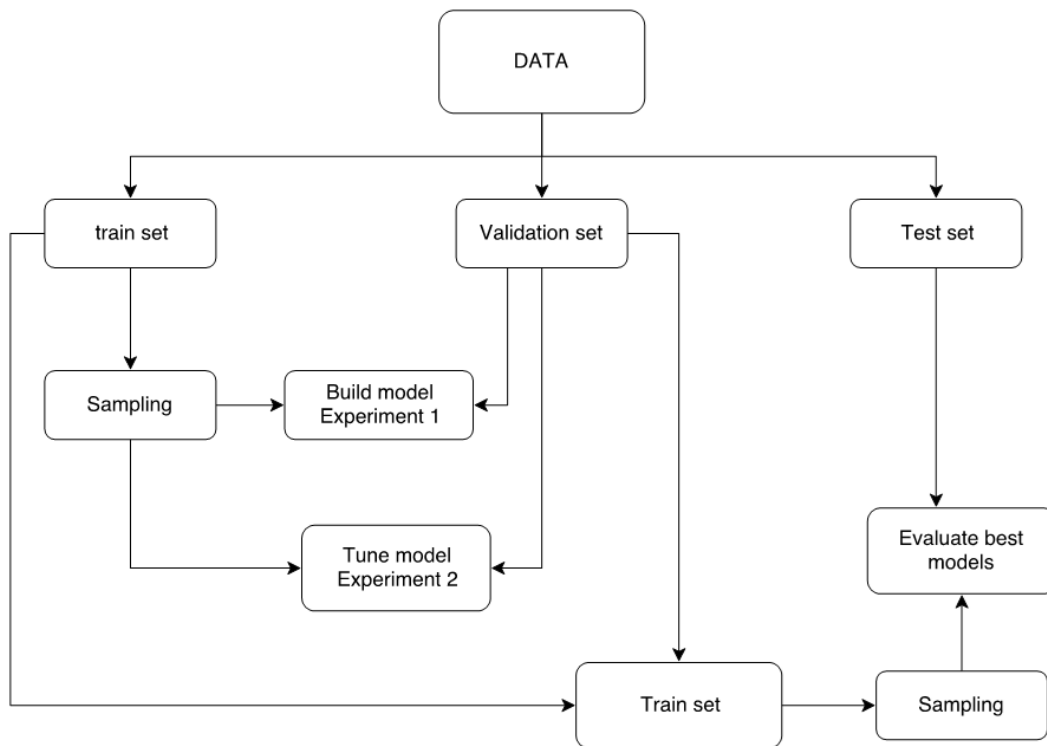 DATA
train set
Validation set
Test set
Sampling
Build model
Experiment 1
Evaluate best
models
Tune model
Experiment 2
Train set
Sampling